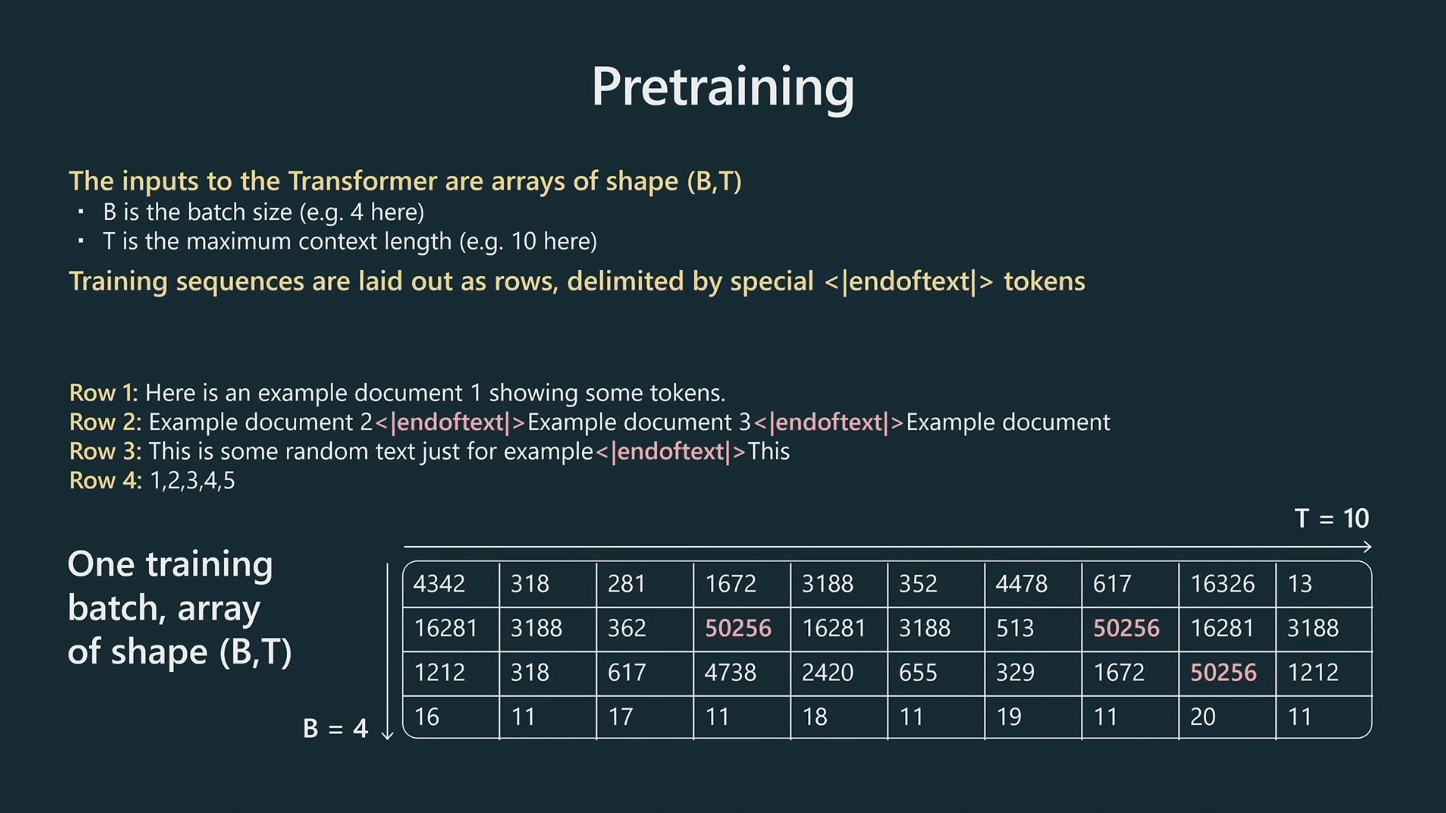 Pretraining
The inputs to the Transformer are arrays of shape (B,T)
▪ B is the batch size (e.g. 4 here)
▪ T is the maximum context length (e.g. 10 here)
Training sequences are laid out as rows, delimited by special <|endoftext|> tokens
Row 1: Here is an example document 1 showing some tokens.
Row 2: Example document 2<|endoftext|>Example document 3<|endoftext|>Example document
Row 3: This is some random text just for example<|endoftext|>This
Row 4: 1,2,3,4,5
T = 10
One training
batch, array
of shape (B,T)
B = 4
4342 318 281 1672 3188 352 4478 617 16326 13
16281 3188 362 50256 16281 3188 513 50256 16281 3188
1212 318 617 4738 2420 655 329 1672 50256 1212
16 11 17 11 18 11 19 11 20 11